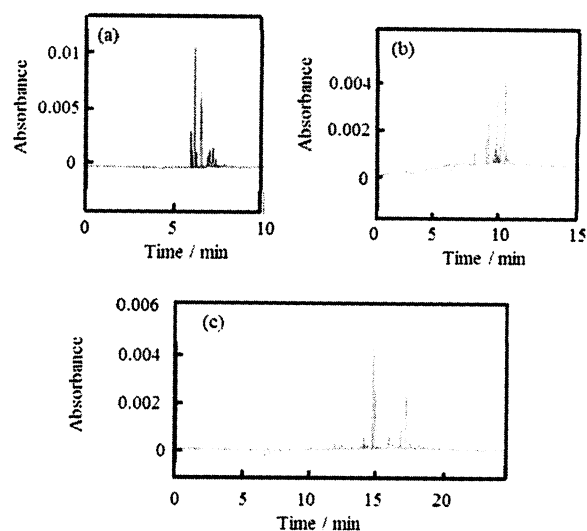 (a)
0.01
0.005
0
Absorbance
0 5 10
Time / min
(b)
0.004
0.002
0
Absorbance
0 5 10 15
Time / min
(c)
0.006
0.004
0.002
0
Absorbance
0 5 10 15 20
Time / min